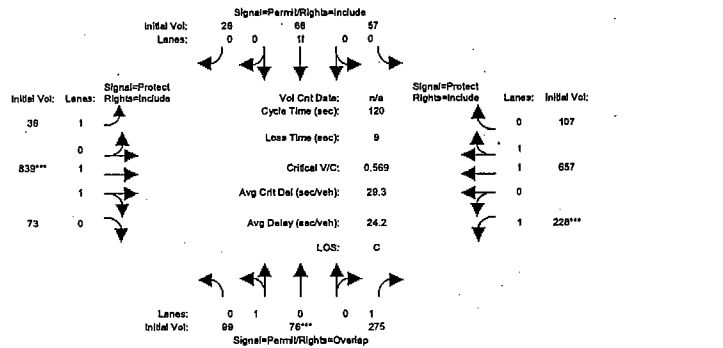 Signal=Permit/Rights=Include
Initial Vol: 26 66 57
Lanes: 0 0 1! 0 0
Signal=Protect Signal=Protect
Initial Vol: Lanes: Rights=Include Vol Cnt Date: n/a Rights=Include Lanes: Initial Vol:
Cycle Time (sec): 120
36 1 0 107
Loss Time (sec): 9
0 1
839*** 1 Critical V/C: 0.569 1 657
1 Avg Crit Del (sec/veh): 29.3 0
73 0 Avg Delay (sec/veh): 24.2 1 228***
LOS: C
Lanes: 0 1 0 0 1
Initial Vol: 99 76*** 275
Signal=Permit/Rights=Overlap